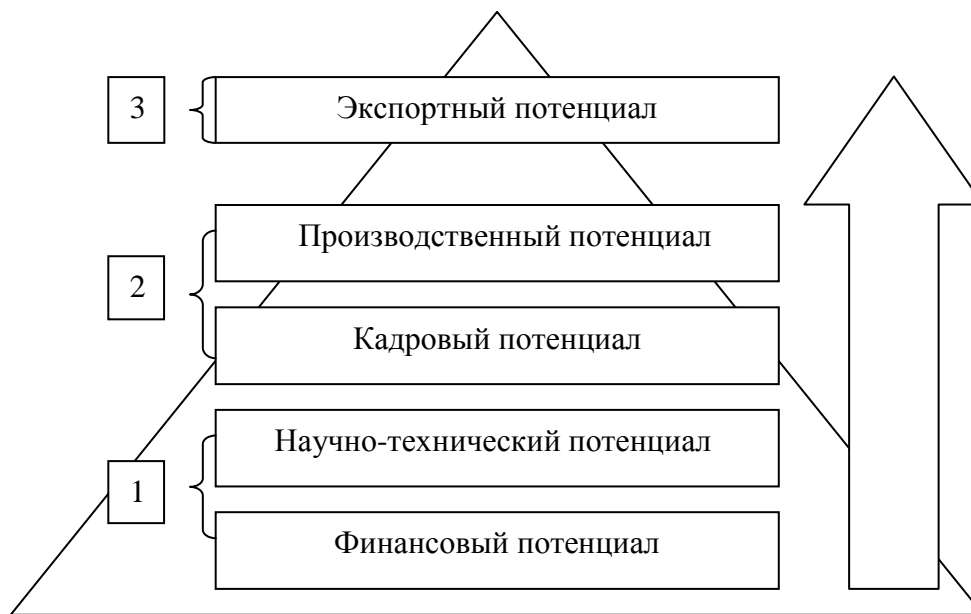 3
Экспортный потенциал
Производственный потенциал
2
Кадровый потенциал
Научно-технический потенциал
1
Финансовый потенциал